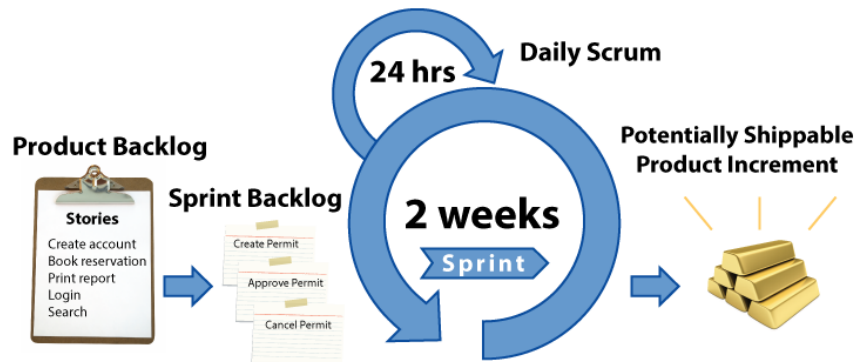 Product Backlog
Stories
Create account
Book reservation
Print report
Login
Search
Sprint Backlog
Create Permit
Approve Permit
Cancel Permit
24 hrs
Daily Scrum
2 weeks
Sprint
Potentially Shippable
Product Increment